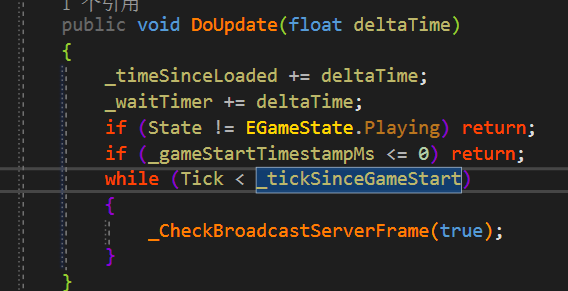 1 个引用
public void DoUpdate(float deltaTime)
{
_timeSinceLoaded += deltaTime;
_waitTimer += deltaTime;
if (State != EGameState.Playing) return;
if (_gameStartTimestampMs <= 0) return;
while (Tick < _tickSinceGameStart)
{
_CheckBroadcastServerFrame(true);
}
}